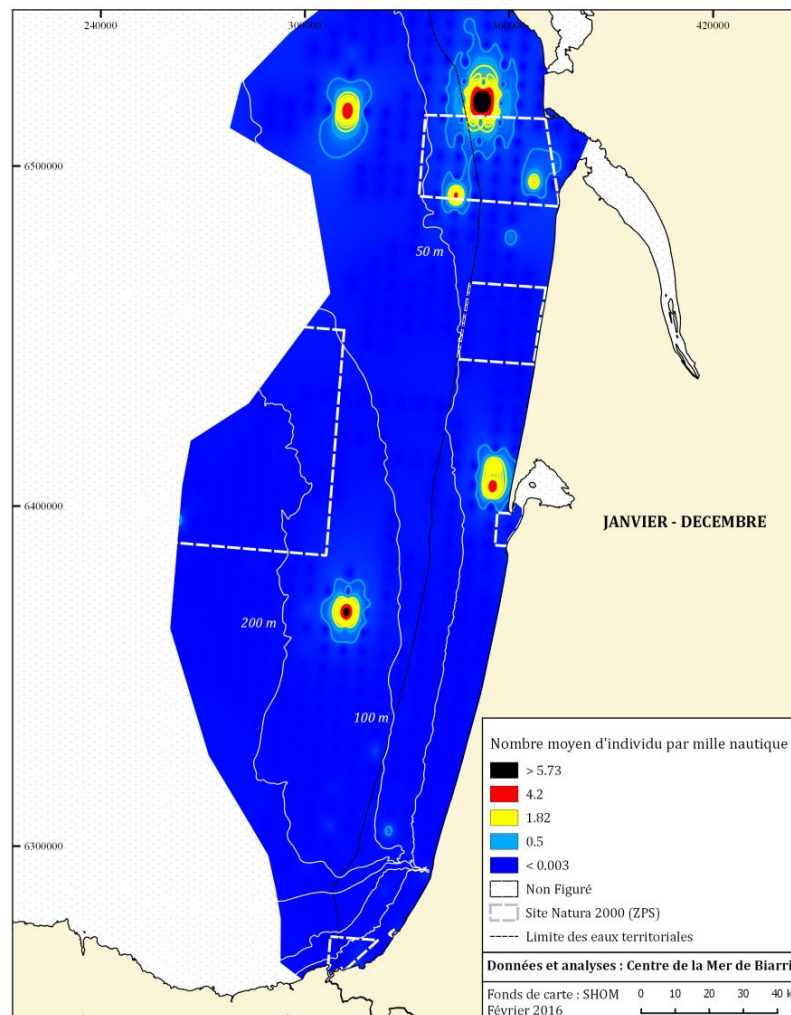 240000 300000 360000 420000
6500000
50 m
6400000
JANVIER - DECEMBRE
200 m
100 m
6300000
Nombre moyen d'individu par mille nautique
> 5.73
4.2
1.82
0.5
< 0.003
Non Figuré
Site Natura 2000 (ZPS)
Limite des eaux territoriales
Données et analyses : Centre de la Mer de Biarri
Fonds de carte : SHOM
Février 2016
0 10 20 30 40 k